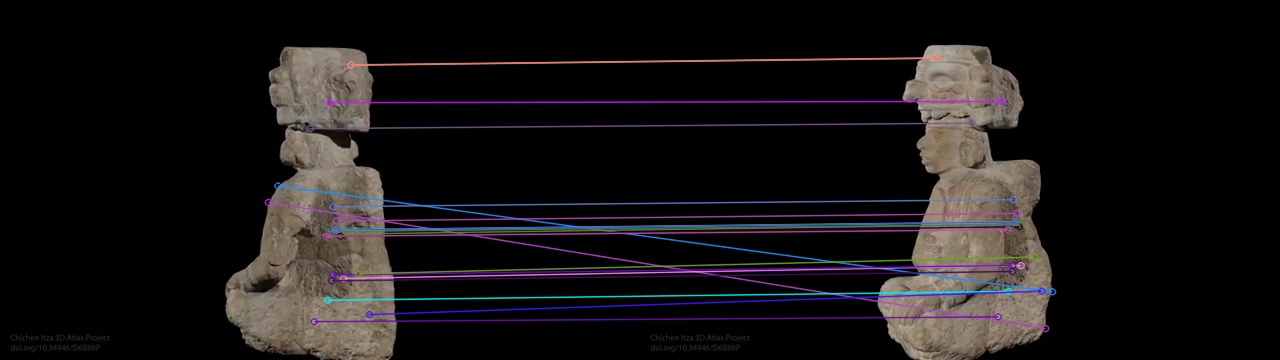 Chichen Itza 3D Atlas Project
doi.org/10.34946/D6B88P
Chichen Itza 3D Atlas Project
doi.org/10.34946/D6B88P